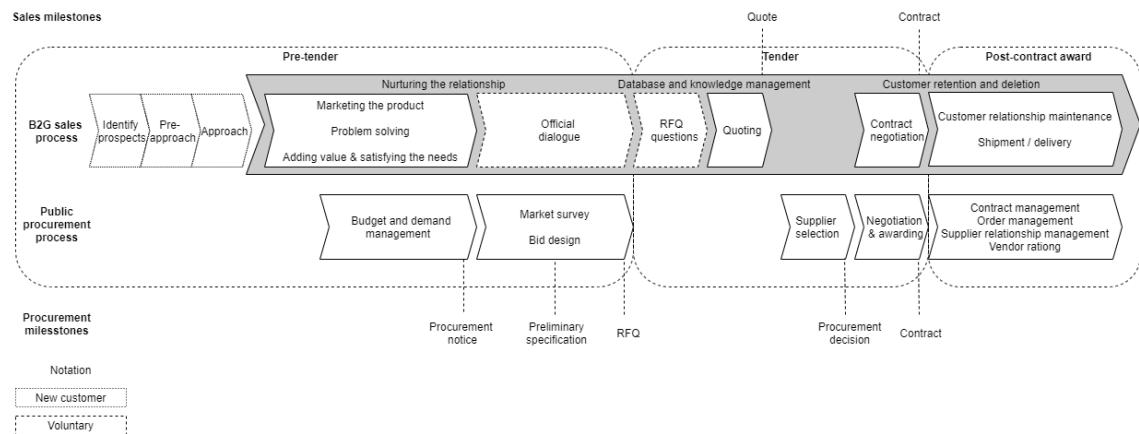 Sales milestones
Quote
Contract
Pre-tender
Tender
Post-contract award
Nurturing the relationship
Database and knowledge management
Customer retention and deletion
B2G sales
process
Identify
prospects
Pre-
approach
Approach
Marketing the product
Problem solving
Adding value & satisfying the needs
Official
dialogue
RFQ
questions
Quoting
Contract
negotiation
Customer relationship maintenance
Shipment / delivery
Public
procurement
process
Budget and demand
management
Market survey
Bid design
Supplier
selection
Negotiation
& awarding
Contract management
Order management
Supplier relationship management
Vendor rationg
Procurement
milesstones
Procurement
notice
Preliminary
specification
RFQ
Procurement
decision
Contract
Notation
New customer
Voluntary